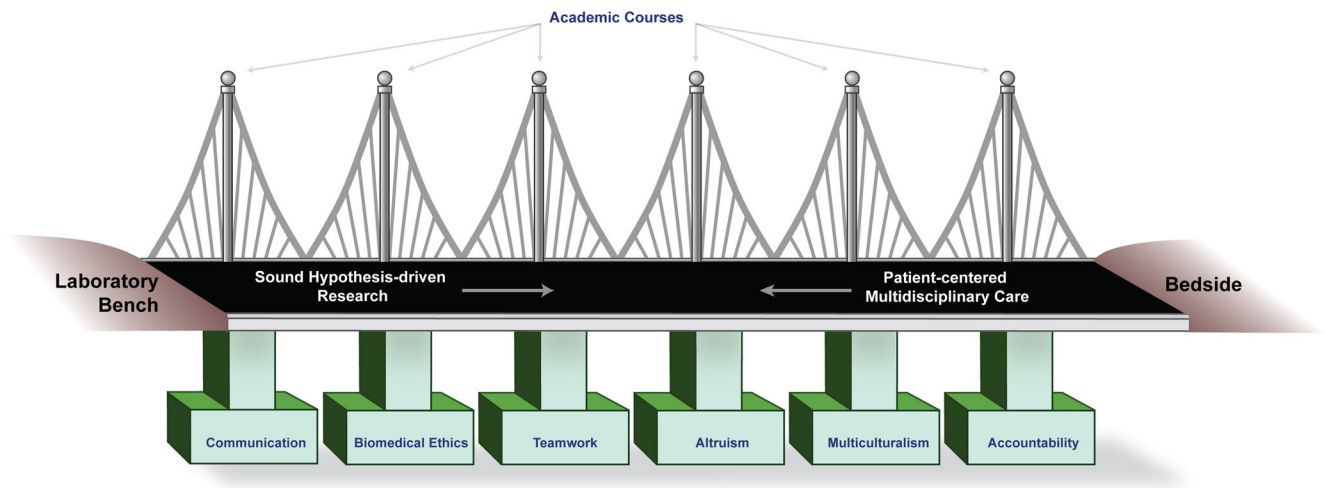 Academic Courses
Laboratory
Bench
Sound Hypothesis-driven
Research
Patient-centered
Multidisciplinary Care
Bedside
Communication
Biomedical Ethics
Teamwork
Altruism
Multiculturalism
Accountability